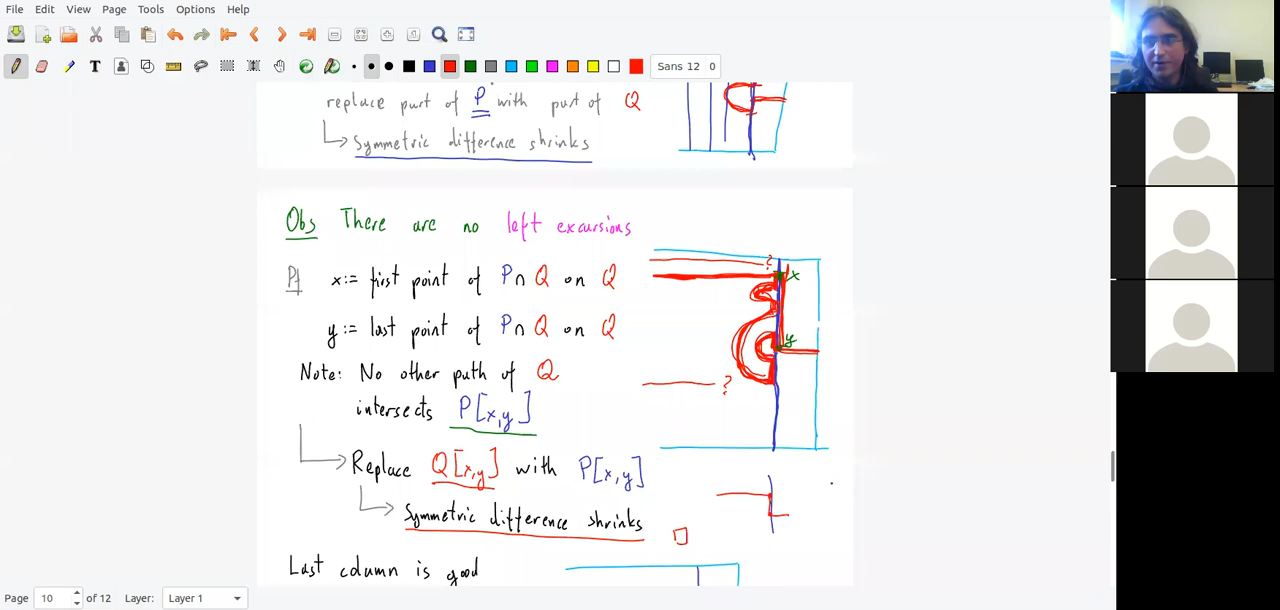 File Edit View Page Tools Options Help
Sans 12 0
replace part of P with part of Q
Symmetric difference shrinks
Obs There are no left excursions
Pf x:= first point of P∩Q on Q
y:= last point of P∩Q on Q
Note: No other path of Q
intersects P[x,y]
Replace Q[x,y] with P[x,y]
Symmetric difference shrinks
Last column is good
? x
y
?
Page 10 of 12 Layer: Layer 1